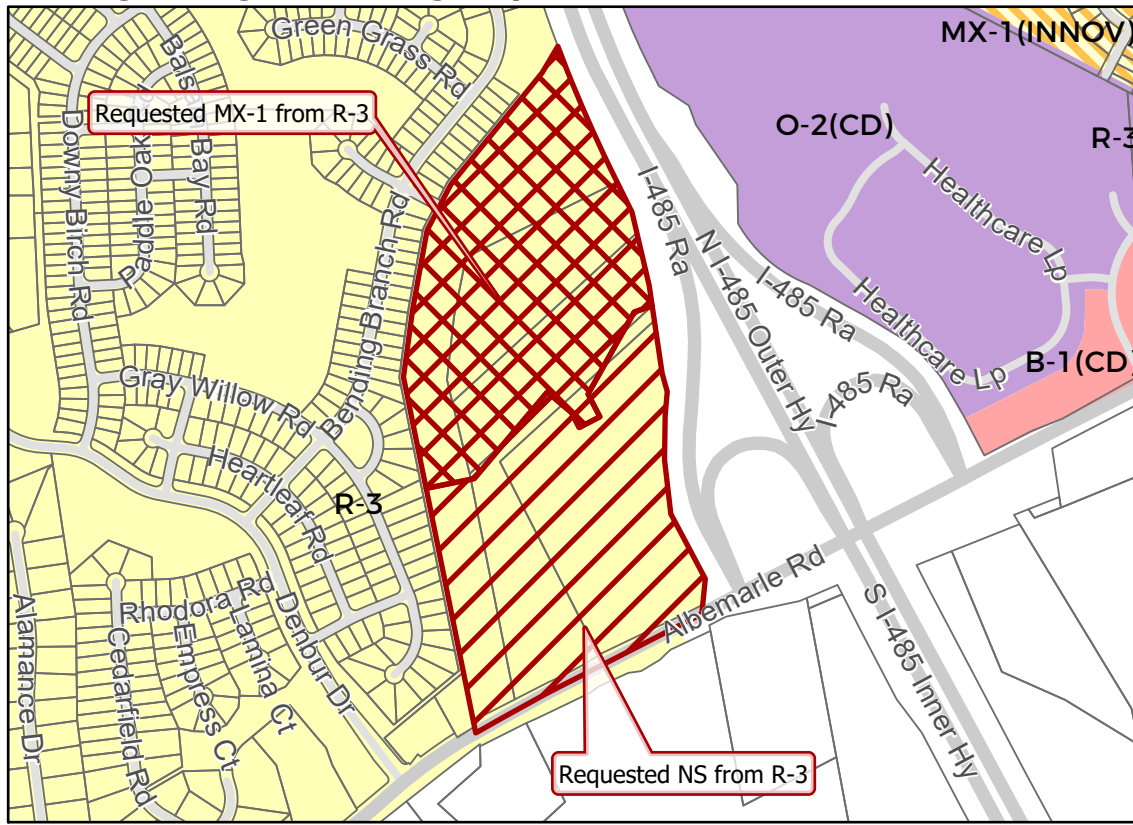 Green Grass Rd
MX-1(INNOV)
Balsam Bay Rd
Requested MX-1 from R-3
Downy Birch Rd
Paddle Oak
O-2(CD)
R-3
Healthcare Lp
I-485 Ra
N I-485 Outer Hy
I-485 Ra
Healthcare Lp
B-1(CD)
I 485 Ra
Bending Branch Rd
Gray Willow Rd
Heartleaf Rd
R-3
Albemarle Rd
Rhodora Rd
Denbur Dr
Lamina Ct
Empress Ct
Cedarfield Rd
Alamance Dr
S I-485 Inner Hy
Requested NS from R-3